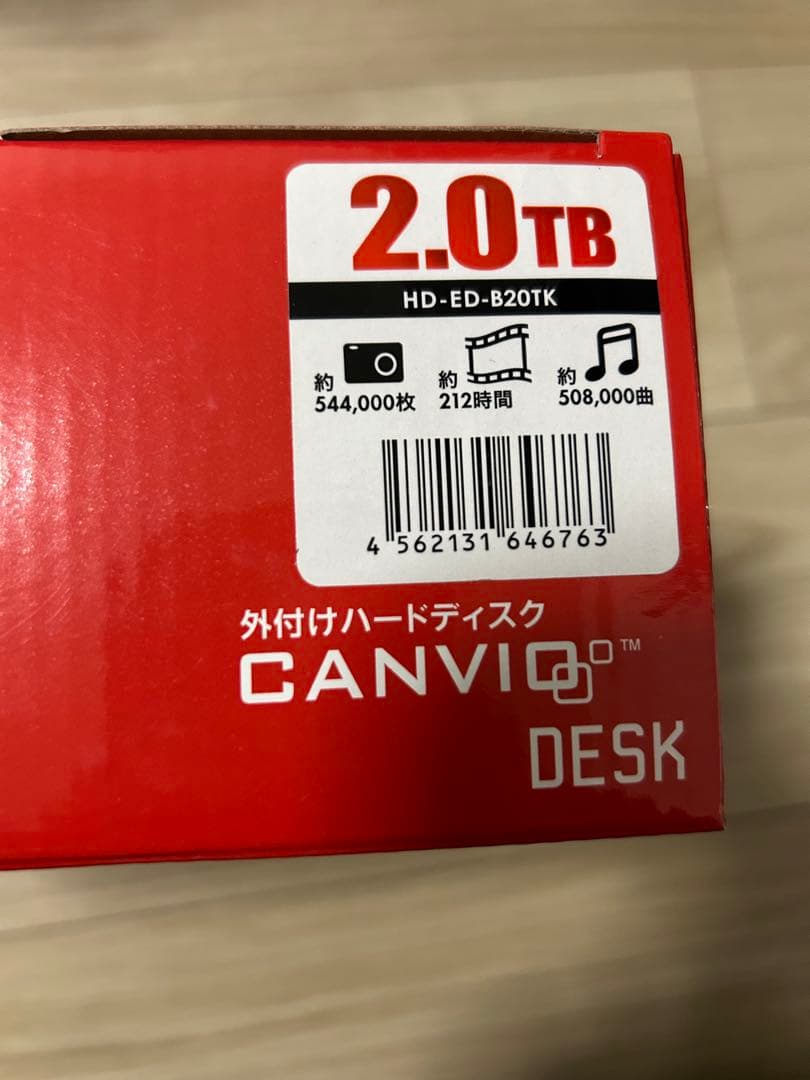 2.0TB
HD-ED-B20TK
約 約 約
544,000枚 212時間 508,000曲
4 562131 646763
外付けハードディスク
CANVIO™
DESK